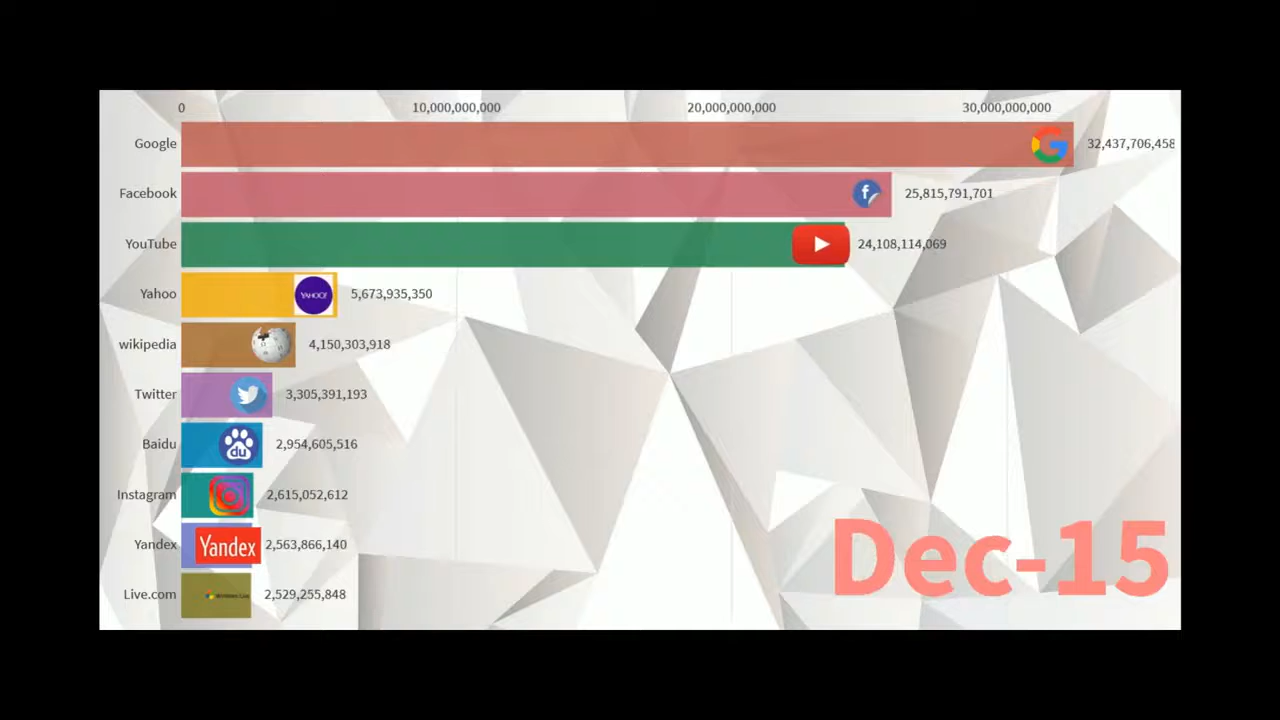 0 10,000,000,000 20,000,000,000 30,000,000,000
Google 32,437,706,458
Facebook f 25,815,791,701
YouTube 24,108,114,069
Yahoo YAHOO! 5,673,935,350
wikipedia 4,150,303,918
Twitter 3,305,391,193
Baidu du 2,954,605,516
Instagram 2,615,052,612
Yandex Yandex 2,563,866,140
Live.com Windows Live 2,529,255,848
Dec-15